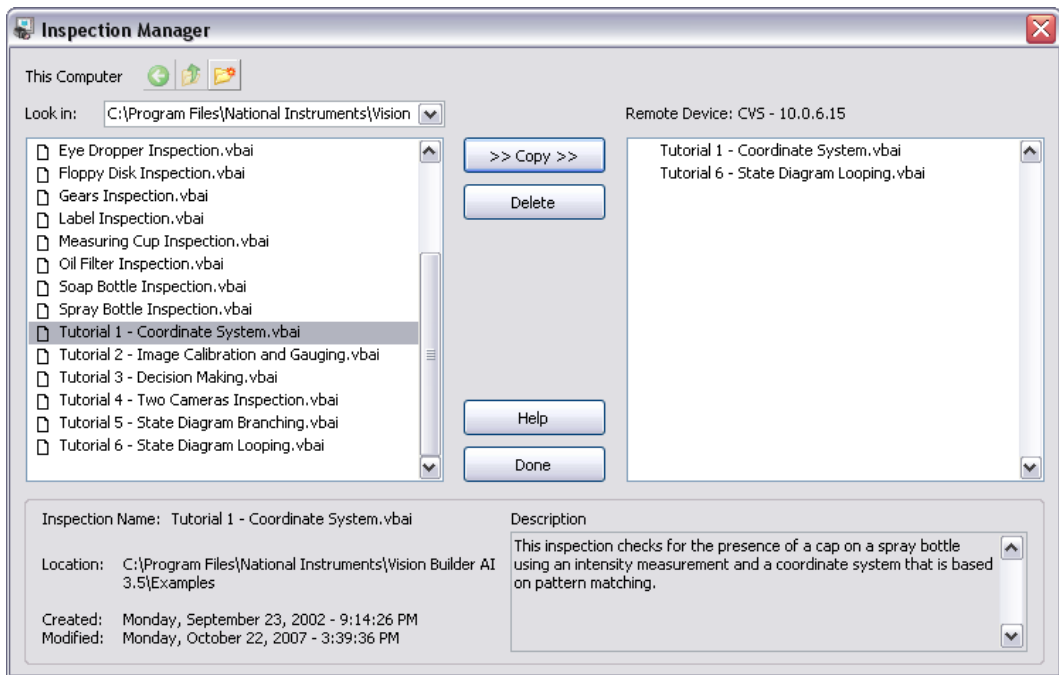 Inspection Manager
This Computer
Look in: C:\Program Files\National Instruments\Vision
Remote Device: CVS - 10.0.6.15
Eye Dropper Inspection.vbai
Floppy Disk Inspection.vbai
Gears Inspection.vbai
Label Inspection.vbai
Measuring Cup Inspection.vbai
Oil Filter Inspection.vbai
Soap Bottle Inspection.vbai
Spray Bottle Inspection.vbai
Tutorial 1 - Coordinate System.vbai
Tutorial 2 - Image Calibration and Gauging.vbai
Tutorial 3 - Decision Making.vbai
Tutorial 4 - Two Cameras Inspection.vbai
Tutorial 5 - State Diagram Branching.vbai
Tutorial 6 - State Diagram Looping.vbai
>> Copy >>
Delete
Help
Done
Tutorial 1 - Coordinate System.vbai
Tutorial 6 - State Diagram Looping.vbai
Inspection Name: Tutorial 1 - Coordinate System.vbai
Location: C:\Program Files\National Instruments\Vision Builder AI
3.5\Examples
Created: Monday, September 23, 2002 - 9:14:26 PM
Modified: Monday, October 22, 2007 - 3:39:36 PM
Description
This inspection checks for the presence of a cap on a spray bottle
using an intensity measurement and a coordinate system that is based
on pattern matching.